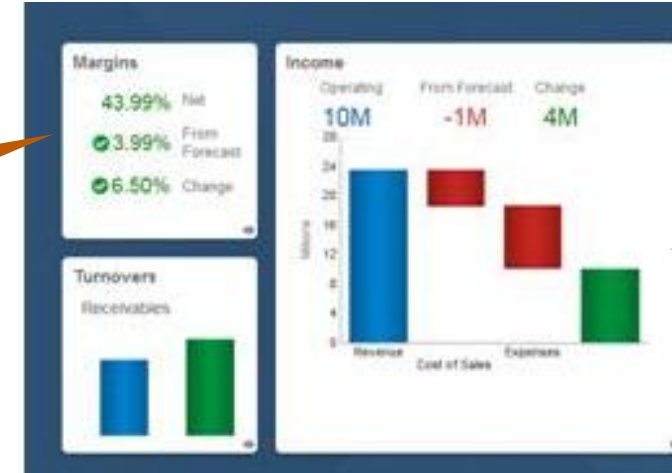 Margins
43.99% Net
3.99% From Forecast
6.50% Change
Turnovers
Receivables
Income
Operating From Forecast Change
10M -1M 4M
28
24
20
16
12
8
4
0
Millions
Revenue
Cost of Sales
Expenses